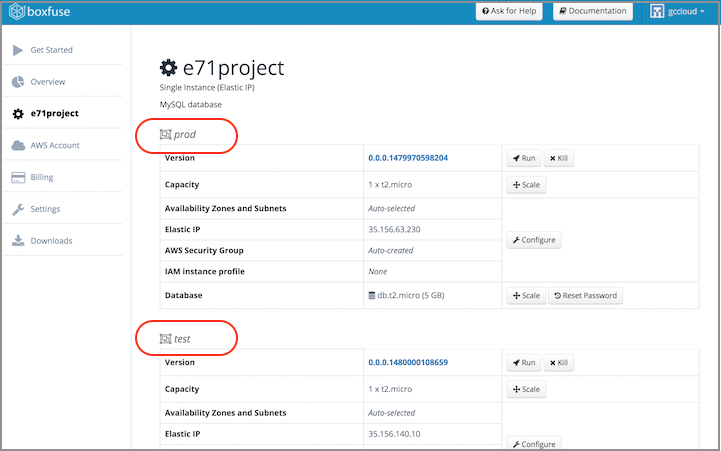 boxfuse
Ask for Help
Documentation
gccloud
Get Started
Overview
e71project
AWS Account
Billing
Settings
Downloads
e71project
Single Instance (Elastic IP)
MySQL database
prod
Version 0.0.0.1479970598204 Run Kill
Capacity 1 x t2.micro Scale
Availability Zones and Subnets Auto-selected
Elastic IP 35.156.63.230
Configure
AWS Security Group Auto-created
IAM instance profile None
Database db.t2.micro (5 GB) Scale Reset Password
test
Version 0.0.0.1480000108659 Run Kill
Capacity 1 x t2.micro Scale
Availability Zones and Subnets Auto-selected
Elastic IP 35.156.140.10
Configure